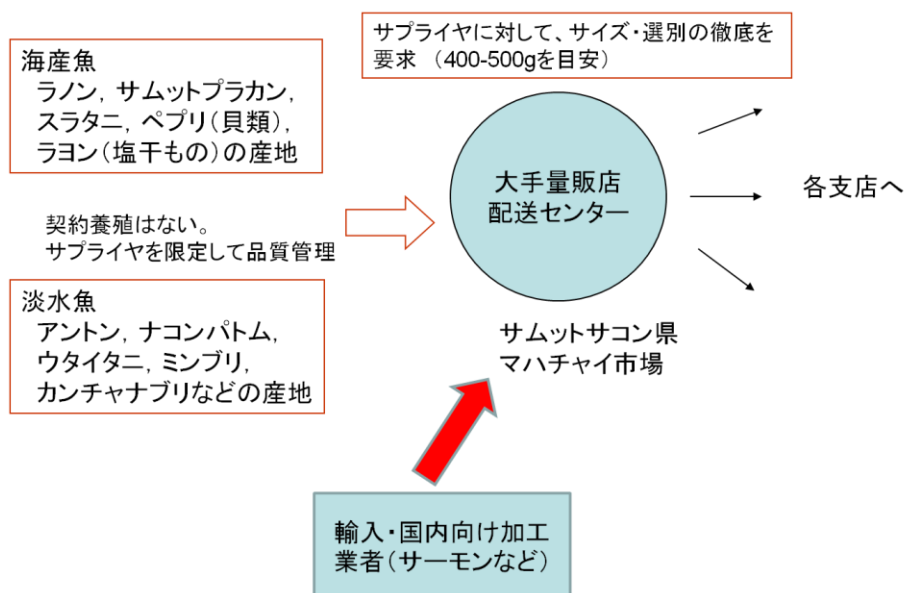 サプライヤに対して、サイズ・選別の徹底を
要求　（400-500gを目安）
海産魚
ラノン, サムットプラカン,
スラタニ, ペプリ（貝類）,
ラヨン（塩干もの）の産地
大手量販店
配送センター
各支店へ
契約養殖はない。
サプライヤを限定して品質管理
淡水魚
アントン, ナコンパトム,
ウタイタニ, ミンブリ,
カンチャナブリなどの産地
サムットサコン県
マハチャイ市場
輸入・国内向け加工
業者（サーモンなど）